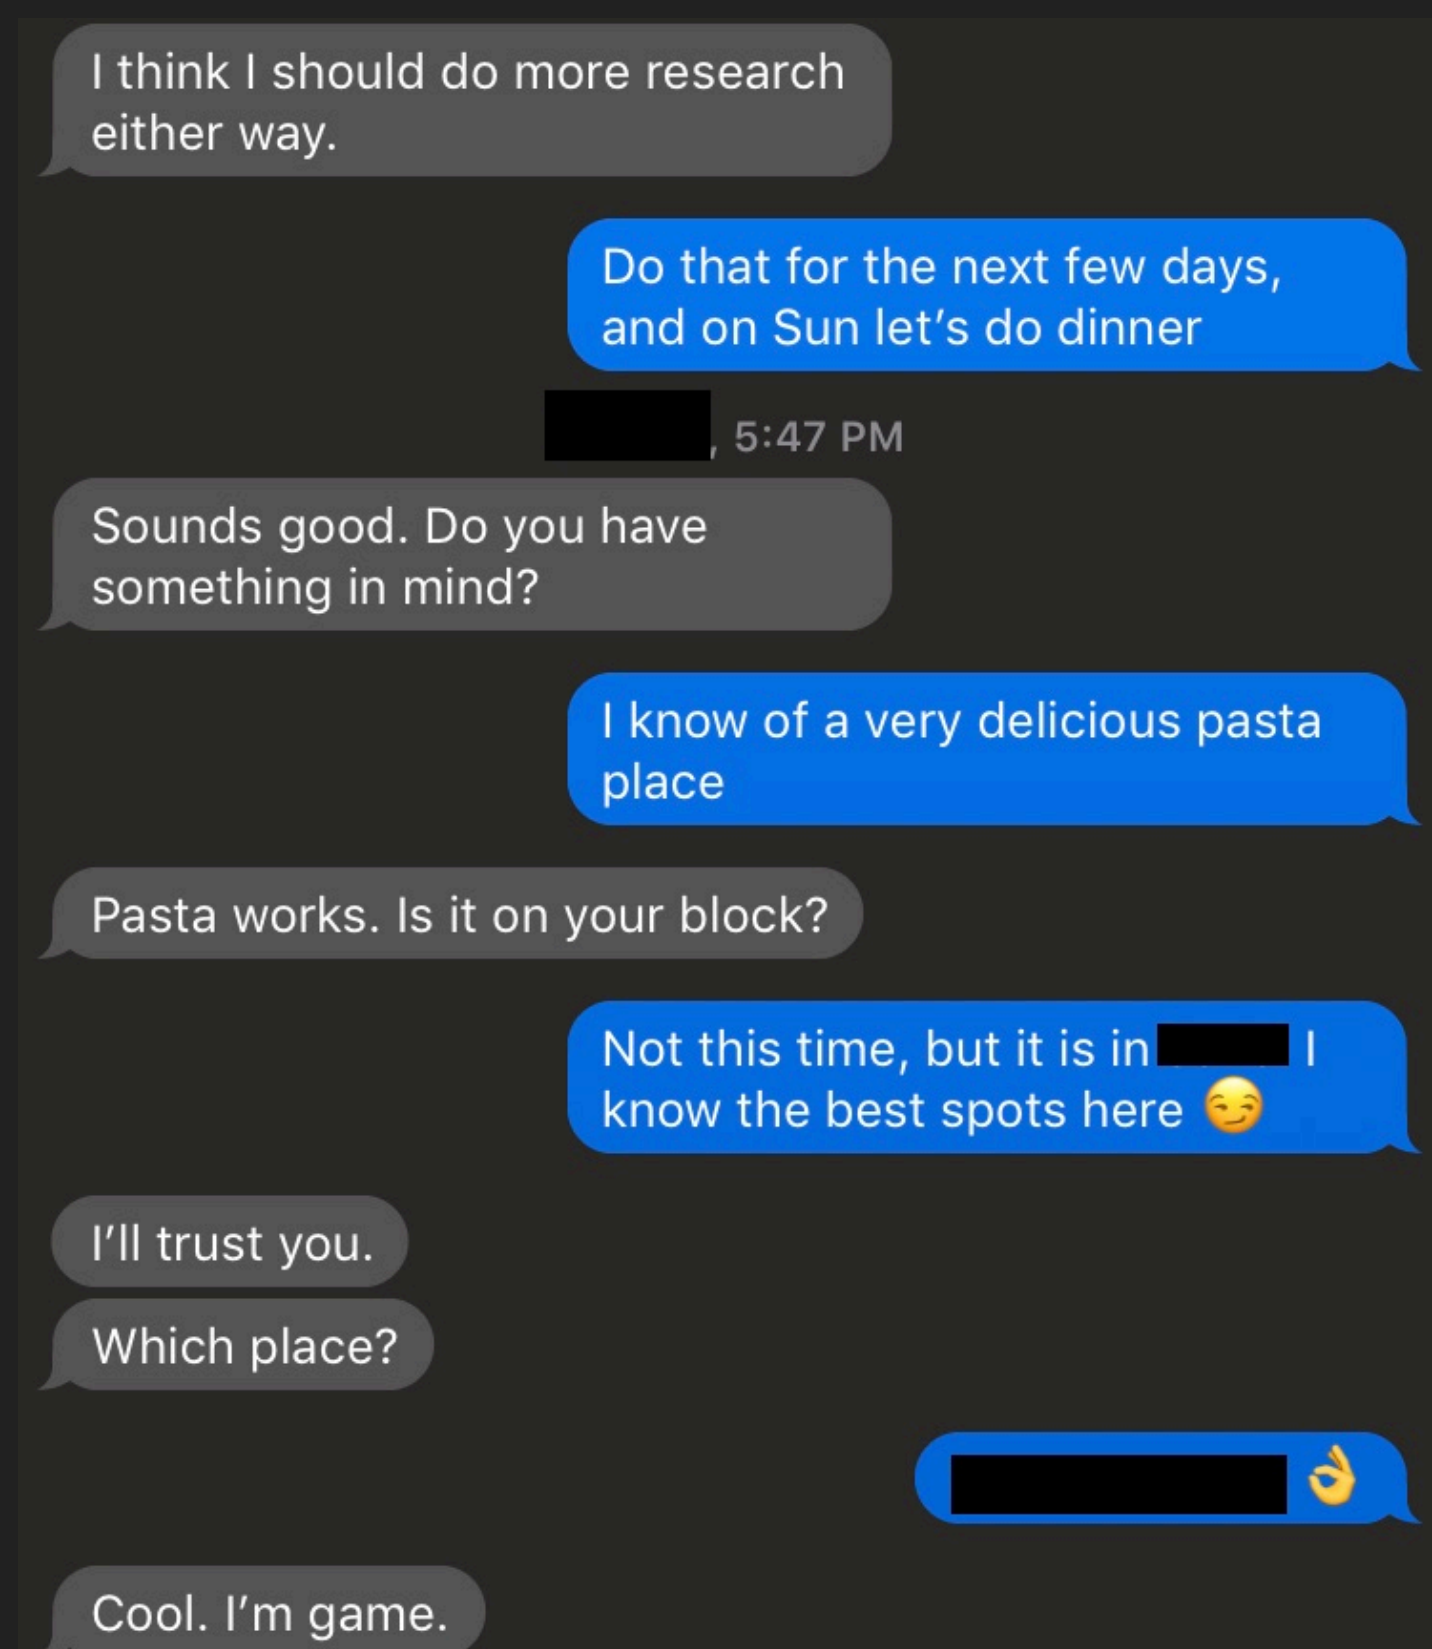 I think I should do more research
either way.
Do that for the next few days,
and on Sun let’s do dinner
, 5:47 PM
Sounds good. Do you have
something in mind?
I know of a very delicious pasta
place
Pasta works. Is it on your block?
Not this time, but it is in I
know the best spots here 😏
I’ll trust you.
Which place?
👌
Cool. I’m game.